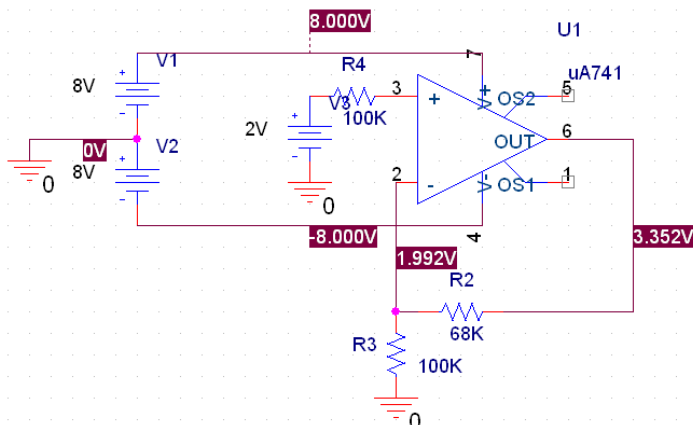 8.000V
U1
V1
R4
7
uA741
8V
+
-
V3
100K
3
+
V+
OS2
5
2V
+
-
OUT
6
0V
V2
0
8V
+
-
2
-
V-
OS1
1
0
-8.000V
4
1.992V
3.352V
R2
68K
R3
100K
0